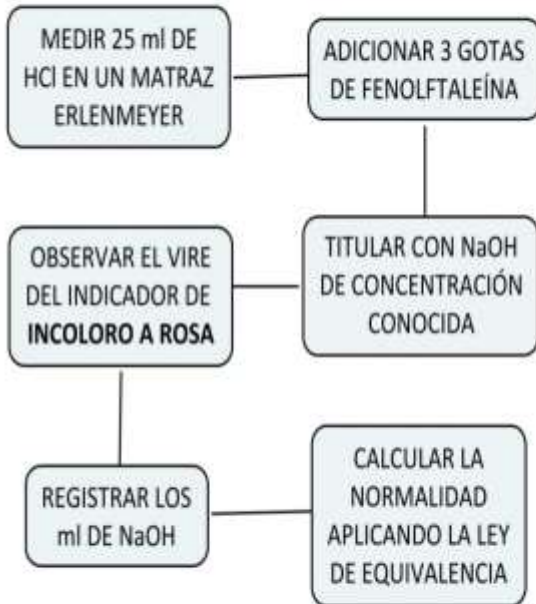 MEDIR 25 ml DE
HCl EN UN MATRAZ
ERLENMEYER
ADICIONAR 3 GOTAS
DE FENOLFTALEÍNA
TITULAR CON NaOH
DE CONCENTRACIÓN
CONOCIDA
OBSERVAR EL VIRE
DEL INDICADOR DE
INCOLORO A ROSA
REGISTRAR LOS
ml DE NaOH
CALCULAR LA
NORMALIDAD
APLICANDO LA LEY
DE EQUIVALENCIA